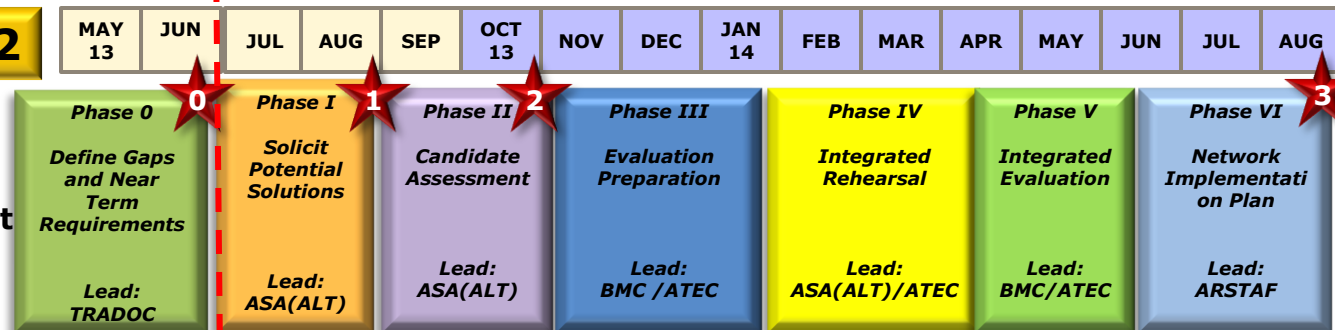 2
MAY 13
JUN
JUL
AUG
SEP
OCT 13
NOV
DEC
JAN 14
FEB
MAR
APR
MAY
JUN
JUL
AUG
t
0
Phase 0
Define Gaps
and Near
Term
Requirements
Lead:
TRADOC
1
Phase I
Solicit
Potential
Solutions
Lead:
ASA(ALT)
2
Phase II
Candidate
Assessment
Lead:
ASA(ALT)
Phase III
Evaluation
Preparation
Lead:
BMC /ATEC
Phase IV
Integrated
Rehearsal
Lead:
ASA(ALT)/ATEC
Phase V
Integrated
Evaluation
Lead:
BMC/ATEC
3
Phase VI
Network
Implementati
on Plan
Lead:
ARSTAF